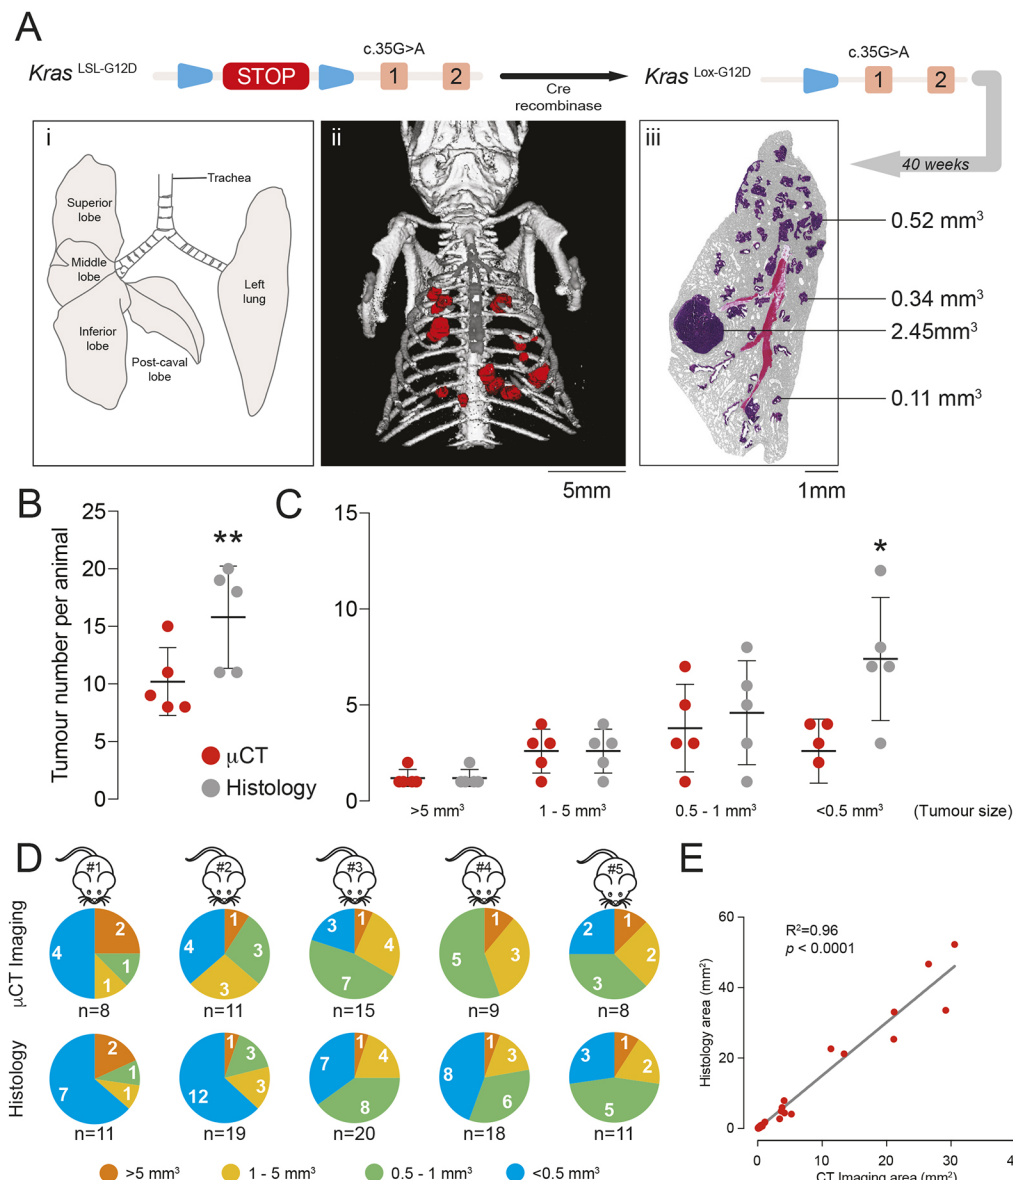 A
Kras LSL-G12D
STOP
c.35G>A
1
2
Cre
recombinase
Kras Lox-G12D
c.35G>A
1
2
40 weeks
i
Trachea
Superior
lobe
Middle
lobe
Left
lung
Inferior
lobe
Post-caval
lobe
ii
5mm
iii
0.52 mm³
0.34 mm³
2.45mm³
0.11 mm³
1mm
B
Tumour number per animal
25
20
15
10
5
0
**
μCT
Histology
C
15
10
5
0
*
>5 mm³
1 - 5 mm³
0.5 - 1 mm³
<0.5 mm³
(Tumour size)
D
#1
#2
#3
#4
#5
μCT Imaging
2
1
1
4
n=8
1
3
3
4
n=11
1
4
7
3
n=15
1
3
5
n=9
1
2
3
2
n=8
Histology
2
1
1
7
n=11
1
3
3
12
n=19
1
4
8
7
n=20
1
3
6
8
n=18
1
2
5
3
n=11
>5 mm³
1 - 5 mm³
0.5 - 1 mm³
<0.5 mm³
E
R²=0.96
p < 0.0001
Histology area (mm²)
60
40
20
0
0
10
20
30
CT Imaging area (mm²)